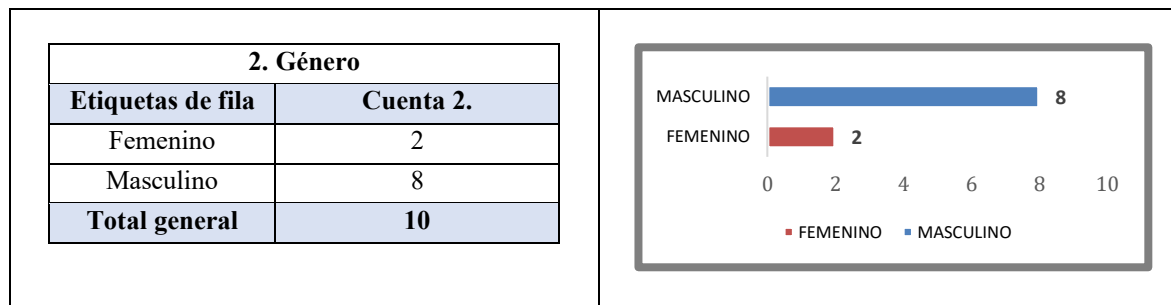 2. Género
Etiquetas de fila Cuenta 2.
Femenino 2
Masculino 8
Total general 10
MASCULINO 8
FEMENINO 2
0 2 4 6 8 10
FEMENINO MASCULINO